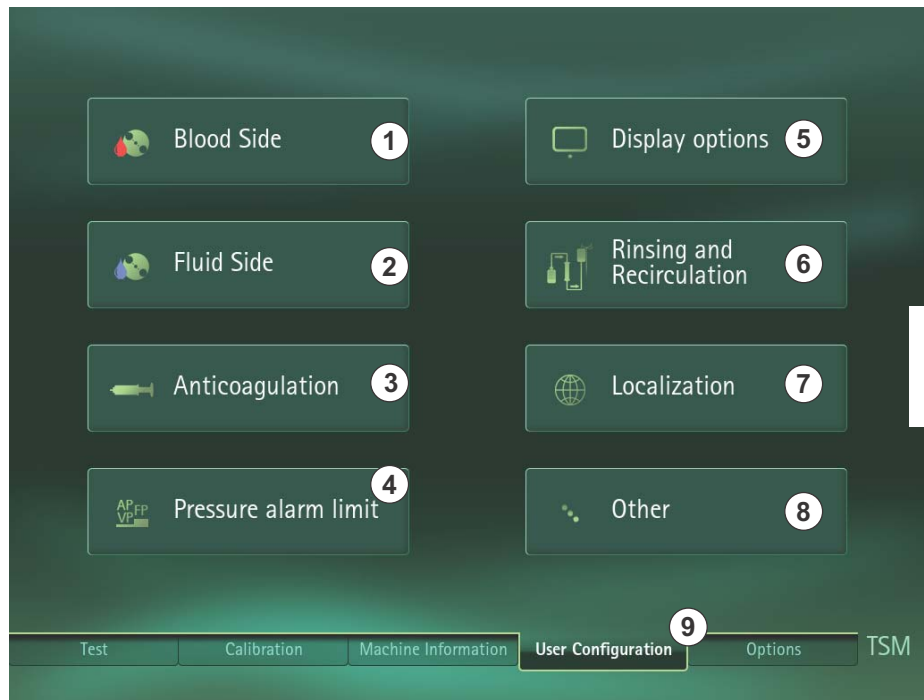 Blood Side
1
Fluid Side
2
Anticoagulation
3
AP FP
VP
Pressure alarm limit
4
Display options
5
Rinsing and
Recirculation
6
Localization
7
Other
8
9
Test
Calibration
Machine Information
User Configuration
Options
TSM